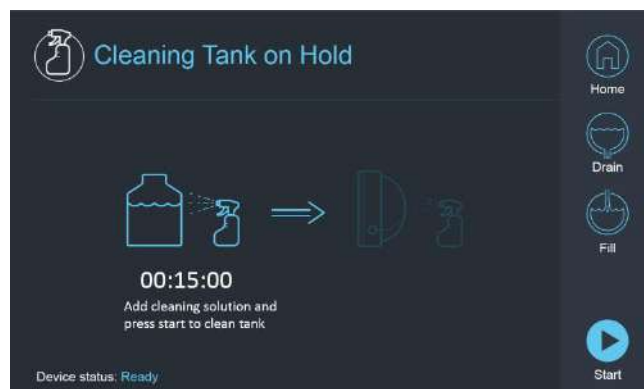 Cleaning Tank on Hold
Home
Drain
Fill
00:15:00
Add cleaning solution and
press start to clean tank
Device status: Ready
Start